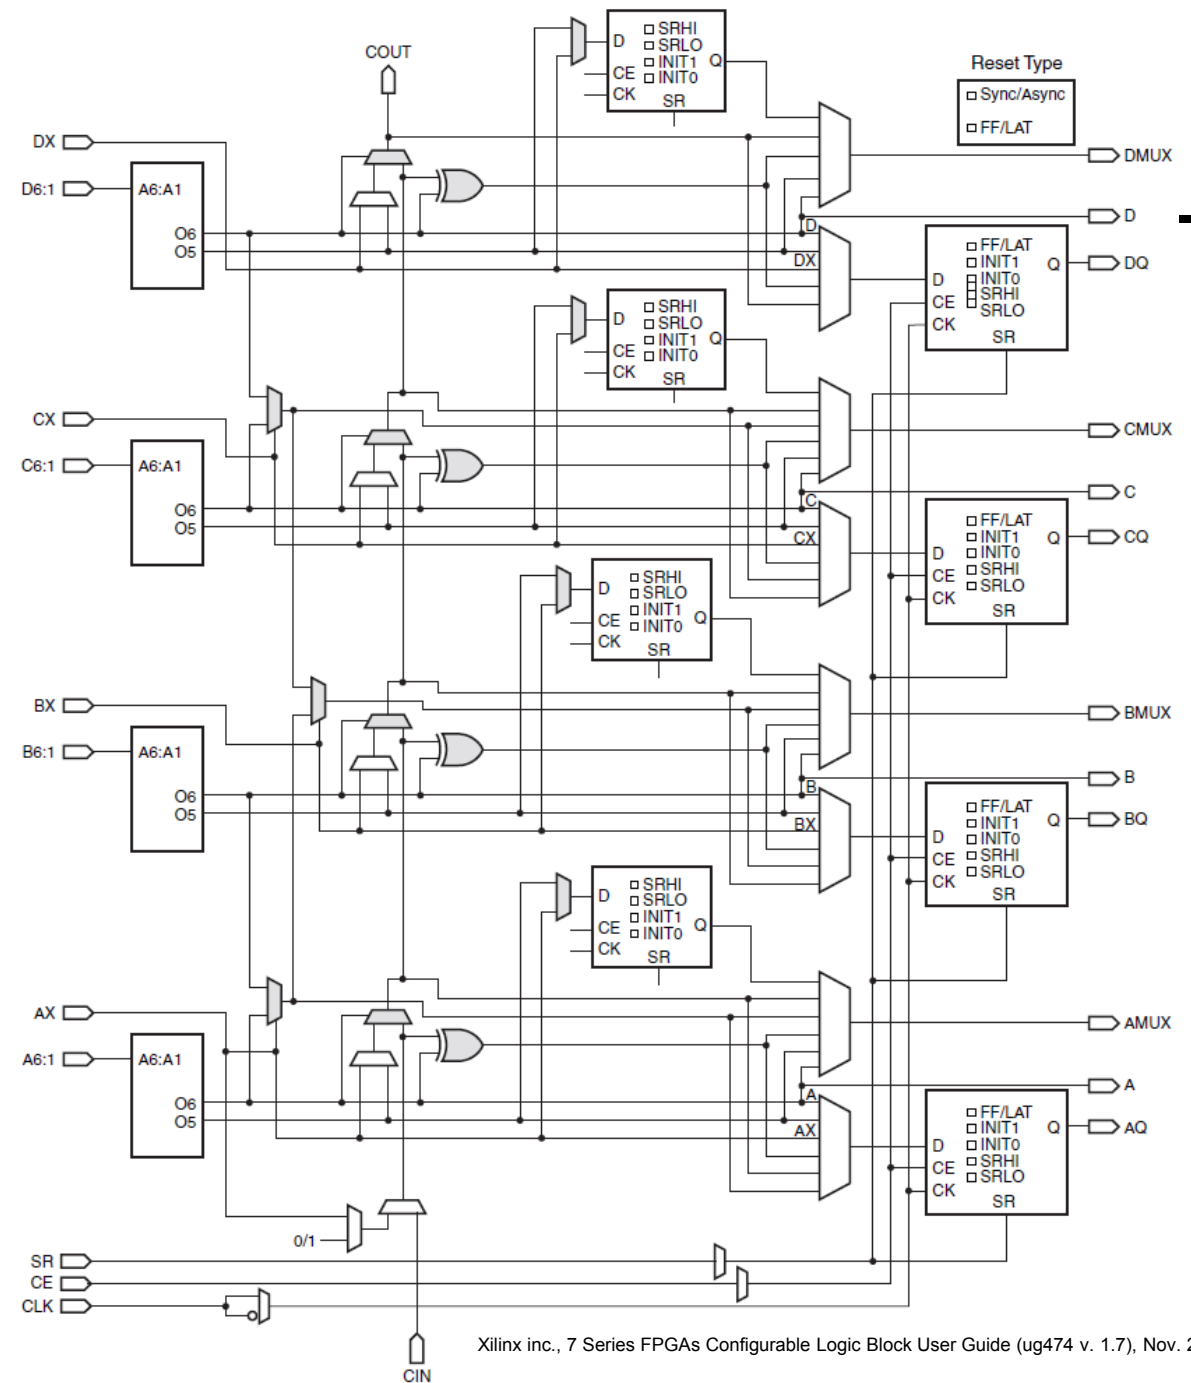 COUT
SRHI
D SRLO
INIT1 Q
CE INIT0
CK
SR
Reset Type
Sync/Async
FF/LAT
DX
DMUX
D6:1 A6:A1
O6
O5
D
D
DX
FF/LAT
INIT1 Q DQ
D INIT0
SRHI
CE SRLO
CK
SR
SRHI
D SRLO
INIT1 Q
CE INIT0
CK
SR
CX
CMUX
C6:1 A6:A1
O6
O5
C
C
CX
FF/LAT
INIT1 Q CQ
D INIT0
CE SRHI
SRLO
CK
SR
SRHI
D SRLO
INIT1 Q
CE INIT0
CK
SR
BX
BMUX
B6:1 A6:A1
O6
O5
B
B
BX
FF/LAT
INIT1 Q BQ
D INIT0
CE SRHI
SRLO
CK
SR
SRHI
D SRLO
INIT1 Q
CE INIT0
CK
SR
AX
AMUX
A6:1 A6:A1
O6
O5
A
A
AX
FF/LAT
INIT1 Q AQ
D INIT0
CE SRHI
SRLO
CK
SR
0/1
SR
CE
CLK
CIN
Xilinx inc., 7 Series FPGAs Configurable Logic Block User Guide (ug474 v. 1.7), Nov.